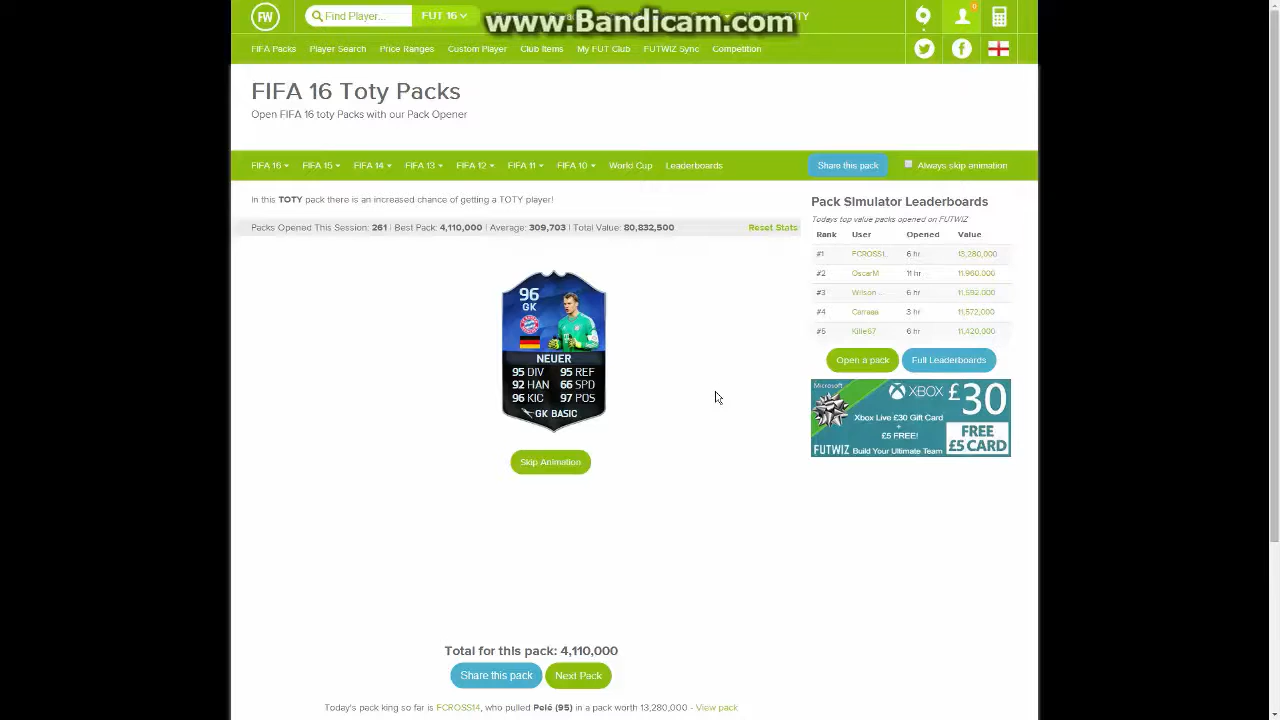 www.Bandicam.com
FW
Find Player...
FUT 16
TOTY
FUT Packs
Player Search
Price Ranges
Custom Player
Club Items
My FUT Club
FUTWIZ Sync
Competition
FIFA 16 Toty Packs
Open FIFA 16 toty Packs with our Pack Opener
FIFA 16
FIFA 15
FIFA 14
FIFA 13
FIFA 12
FIFA 11
FIFA 10
World Cup
Leaderboards
Share this pack
Always skip animation
In this TOTY pack there is an increased chance of getting a TOTY player!
Packs Opened This Session: 261 | Best Pack: 4,110,000 | Average: 309,703 | Total Value: 80,832,500
Reset Stats
96
GK
NEUER
95 DIV 95 REF
92 HAN 66 SPD
96 KIC 97 POS
GK BASIC
Skip Animation
Total for this pack: 4,110,000
Share this pack
Next Pack
Today's pack king so far is FCROSS14, who pulled Pelé (95) in a pack worth 13,280,000 - View pack
Pack Simulator Leaderboards
Todays top value packs opened on FUTWIZ
Rank User Opened Value
#1 FCROSS1.. 6 hr 13,280,000
#2 OscarM 11 hr 11,960,000
#3 Wilson .. 6 hr 11,592,000
#4 Carraaa 3 hr 11,572,000
#5 Kille67 6 hr 11,420,000
Open a pack
Full Leaderboards
Microsoft
XBOX £30
Xbox Live £30 Gift Card
+
£5 FREE!
FREE
£5 CARD
FUTWIZ Build Your Ultimate Team